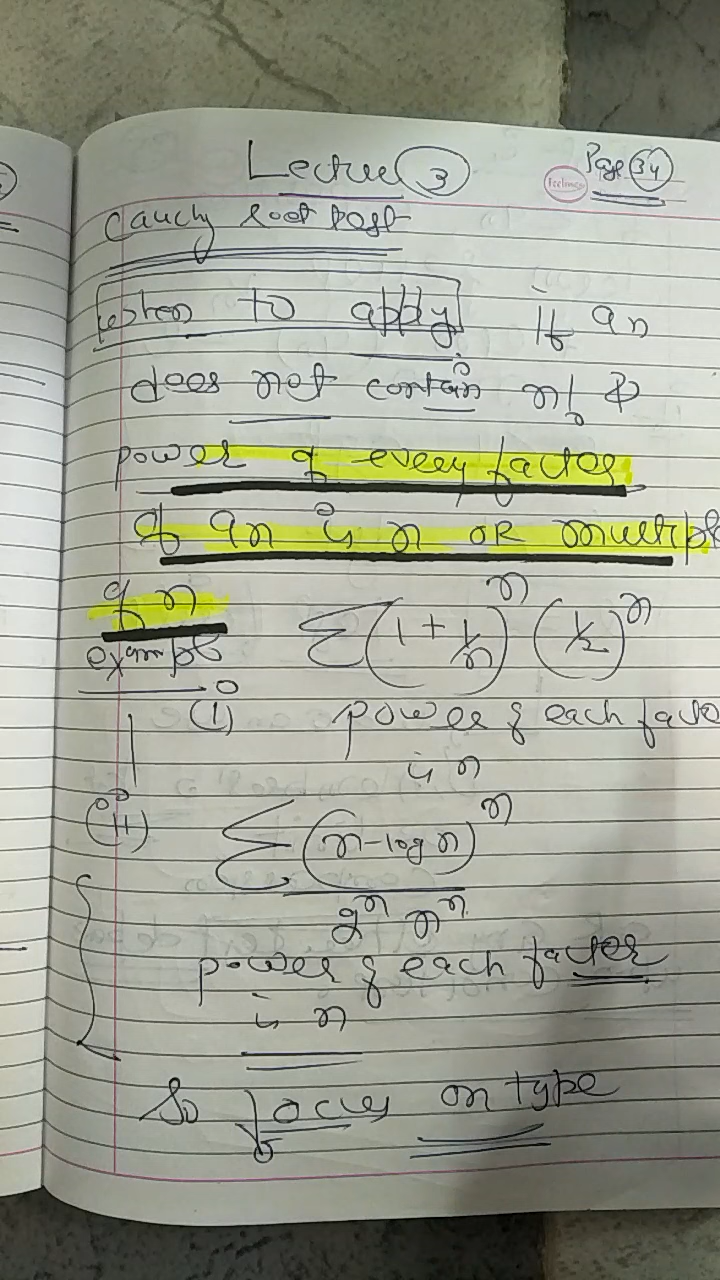 Lecture 3
Page 34
Feelings
Cauchy root test
when to apply if an
does not contain n! &
power of every factor
of an is n OR multiple
of n
example
(I) Σ(1+1/n)^n (1/2)^n
power of each factor
is n
(II) Σ(n-log n)^n
2^n n^n
power of each factor
is n
So focus on type